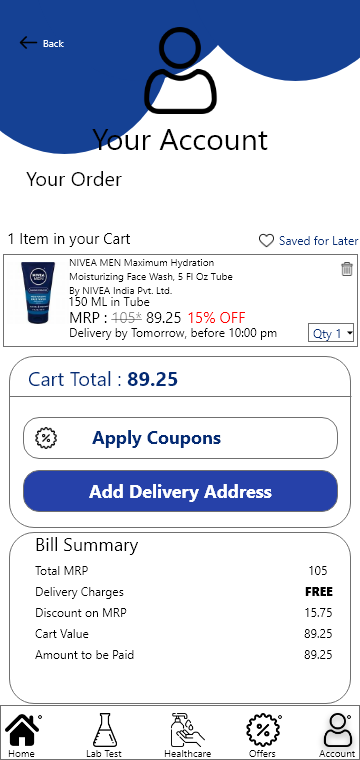 Back
Your Account
Your Order
1 Item in your Cart
Saved for Later
NIVEA MEN Maximum Hydration
Moisturizing Face Wash, 5 Fl Oz Tube
By NIVEA India Pvt. Ltd.
150 ML in Tube
MRP : 105* 89.25 15% OFF
Delivery by Tomorrow, before 10:00 pm
Qty 1
NIVEA
MEN
Cart Total : 89.25
Apply Coupons
Add Delivery Address
Bill Summary
Total MRP 105
Delivery Charges FREE
Discount on MRP 15.75
Cart Value 89.25
Amount to be Paid 89.25
Home Lab Test Healthcare Offers Account